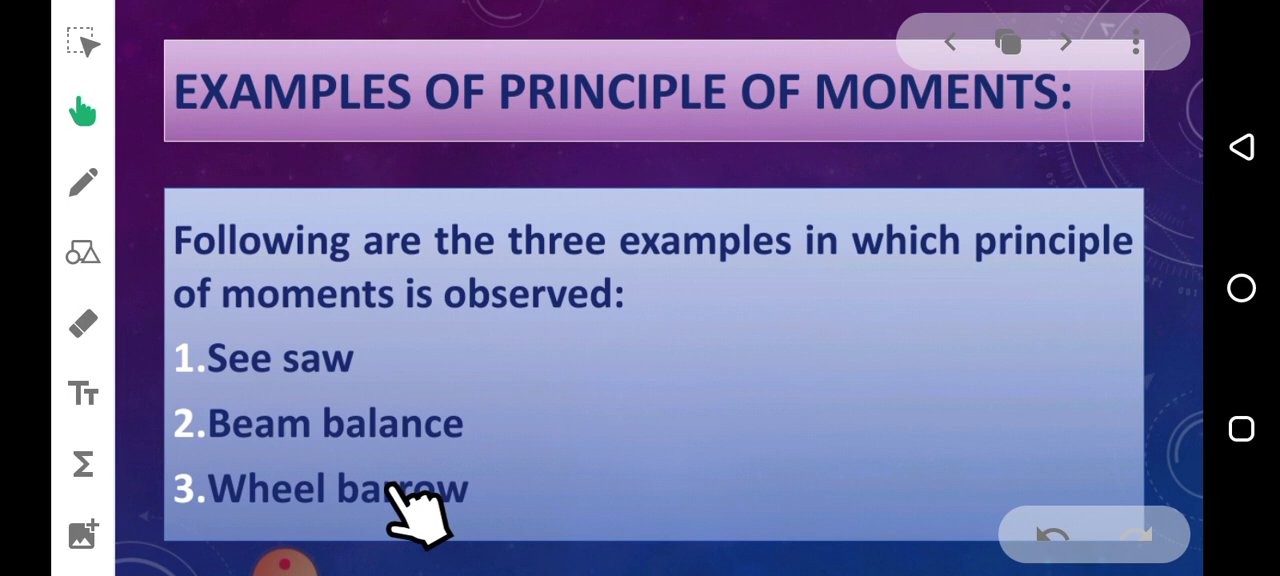 EXAMPLES OF PRINCIPLE OF MOMENTS:
Following are the three examples in which principle
of moments is observed:
1.See saw
2.Beam balance
3.Wheel barrow